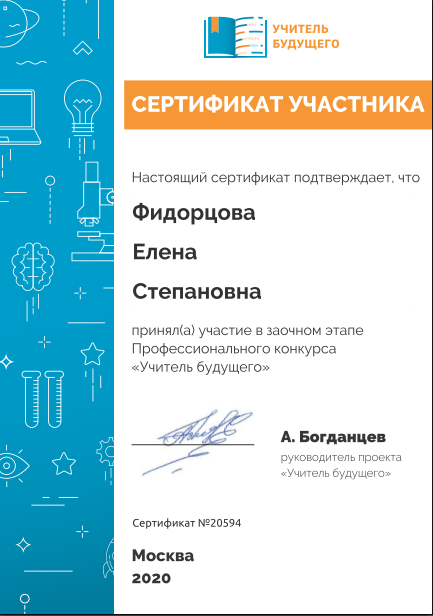 УЧИТЕЛЬ
БУДУЩЕГО
СЕРТИФИКАТ УЧАСТНИКА
Настоящий сертификат подтверждает, что
Фидорцова
Елена
Степановна
принял(а) участие в заочном этапе
Профессионального конкурса
«Учитель будущего»
А. Богданцев
руководитель проекта
«Учитель будущего»
Сертификат №20594
Москва
2020